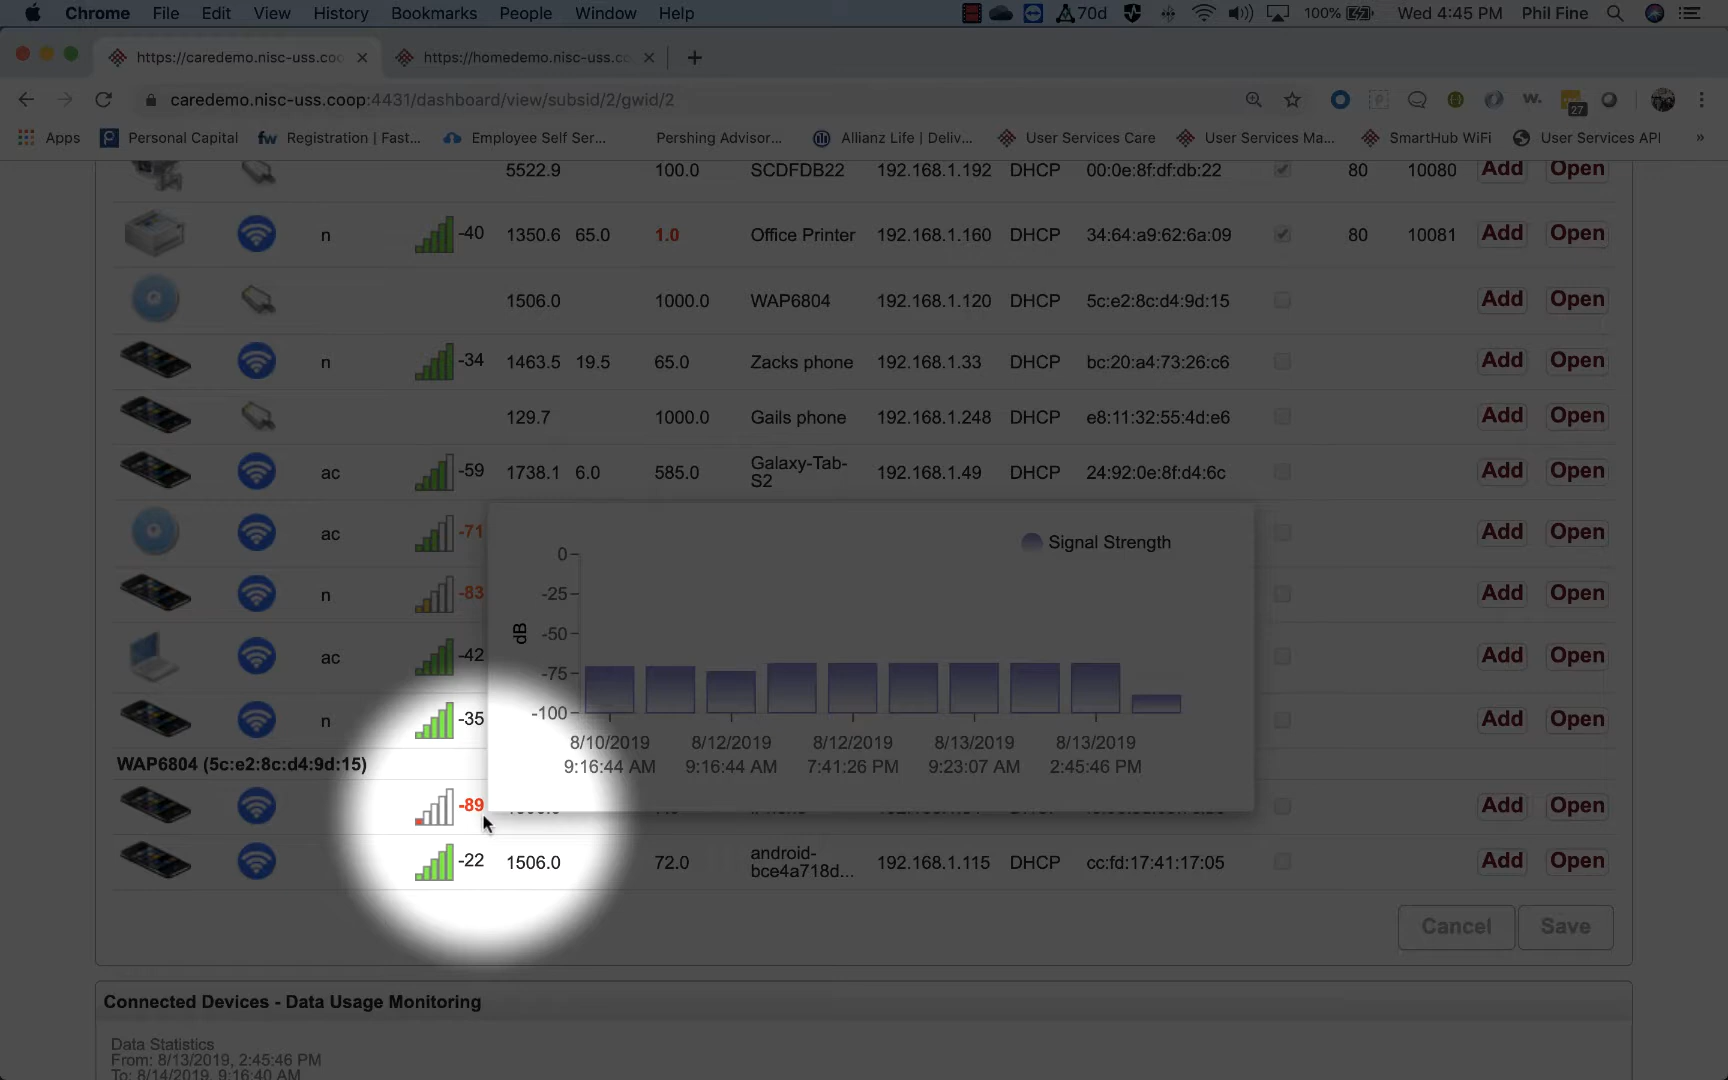 Chrome File Edit View History Bookmarks People Window Help 70d 100% Wed 4:45 PM Phil Fine
https://caredemo.nisc-uss.coo https://homedemo.nisc-uss.co
caredemo.nisc-uss.coop:4431/dashboard/view/subsid/2/gwid/2 W. 27
Apps Personal Capital fw Registration | Fast... Employee Self Ser... Pershing Advisor... Allianz Life | Deliv... User Services Care User Services Ma... SmartHub WiFi User Services API »
5522.9 100.0 SCDFDB22 192.168.1.192 DHCP 00:0e:8f:df:db:22 80 10080 Add Open
n -40 1350.6 65.0 1.0 Office Printer 192.168.1.160 DHCP 34:64:a9:62:6a:09 80 10081 Add Open
1506.0 1000.0 WAP6804 192.168.1.120 DHCP 5c:e2:8c:d4:9d:15 Add Open
n -34 1463.5 19.5 65.0 Zacks phone 192.168.1.33 DHCP bc:20:a4:73:26:c6 Add Open
129.7 1000.0 Gails phone 192.168.1.248 DHCP e8:11:32:55:4d:e6 Add Open
ac -59 1738.1 6.0 585.0 Galaxy-Tab-
S2 192.168.1.49 DHCP 24:92:0e:8f:d4:6c Add Open
ac -71 Add Open
n -83 Add Open
ac -42 Add Open
n -35 Add Open
Signal Strength
dB
0
-25
-50
-75
-100
8/10/2019 8/12/2019 8/12/2019 8/13/2019 8/13/2019
9:16:44 AM 9:16:44 AM 7:41:26 PM 9:23:07 AM 2:45:46 PM
WAP6804 (5c:e2:8c:d4:9d:15)
-89 Add Open
-22 1506.0 72.0 android-
bce4a718d... 192.168.1.115 DHCP cc:fd:17:41:17:05 Add Open
Cancel Save
Connected Devices - Data Usage Monitoring
Data Statistics
From: 8/13/2019, 2:45:46 PM
To: 8/14/2019, 9:16:40 AM